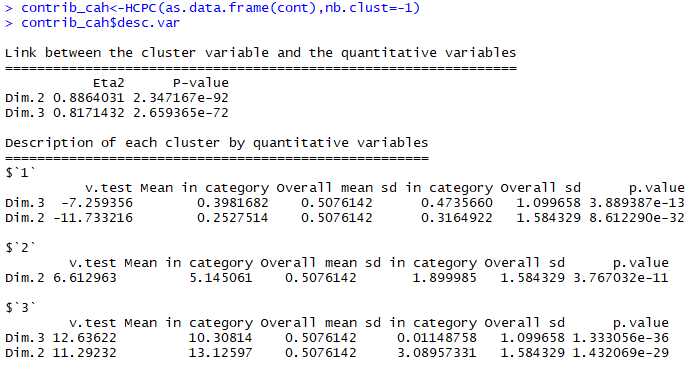 > contrib_cah<-HCPC(as.data.frame(cont),nb.clust=-1)
> contrib_cah$desc.var

Link between the cluster variable and the quantitative variables
================================================================
            Eta2      P-value
Dim.2 0.8864031 2.347167e-92
Dim.3 0.8171432 2.659365e-72

Description of each cluster by quantitative variables
=====================================================
$`1`
          v.test Mean in category Overall mean sd in category Overall sd      p.value
Dim.3  -7.259356        0.3981682    0.5076142      0.4735660   1.099658 3.889387e-13
Dim.2 -11.733216        0.2527514    0.5076142      0.3164922   1.584329 8.612290e-32

$`2`
        v.test Mean in category Overall mean sd in category Overall sd      p.value
Dim.2 6.612963         5.145061    0.5076142       1.899985   1.584329 3.767032e-11

$`3`
        v.test Mean in category Overall mean sd in category Overall sd      p.value
Dim.3 12.63622         10.30814    0.5076142     0.01148758   1.099658 1.333056e-36
Dim.2 11.29232         13.12597    0.5076142     3.08957331   1.584329 1.432069e-29